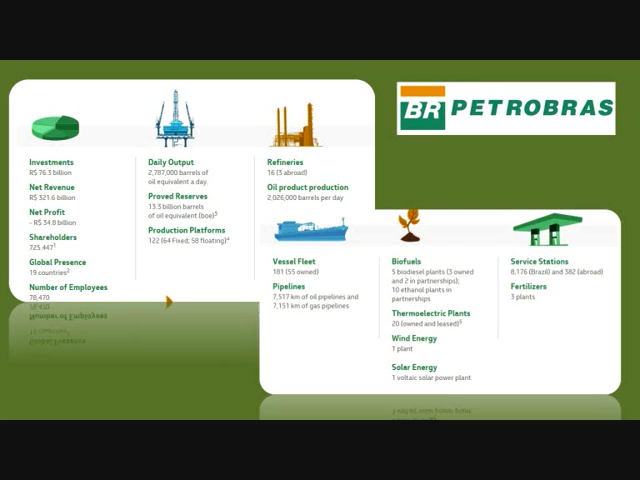 BR PETROBRAS
Investments
R$ 76.3 billion
Net Revenue
R$ 321.6 billion
Net Profit
- R$ 34.8 billion
Shareholders
725.447¹
Global Presence
19 countries²
Number of Employees
78,470
Daily Output
2,787,000 barrels of
oil equivalent a day.
Proved Reserves
13.3 billion barrels
of oil equivalent (boe)³
Production Platforms
122 (64 Fixed; 58 floating)⁴
Refineries
16 (3 abroad)
Oil product production
2,026,000 barrels per day
Vessel Fleet
181 (55 owned)
Pipelines
7,517 km of oil pipelines and
7,151 km of gas pipelines
Biofuels
5 biodiesel plants (3 owned
and 2 in partnerships);
10 ethanol plants in
partnerships
Thermoelectric Plants
20 (owned and leased)⁵
Wind Energy
1 plant
Solar Energy
1 voltaic solar power plant
Service Stations
8,176 (Brazil) and 382 (abroad)
Fertilizers
3 plants